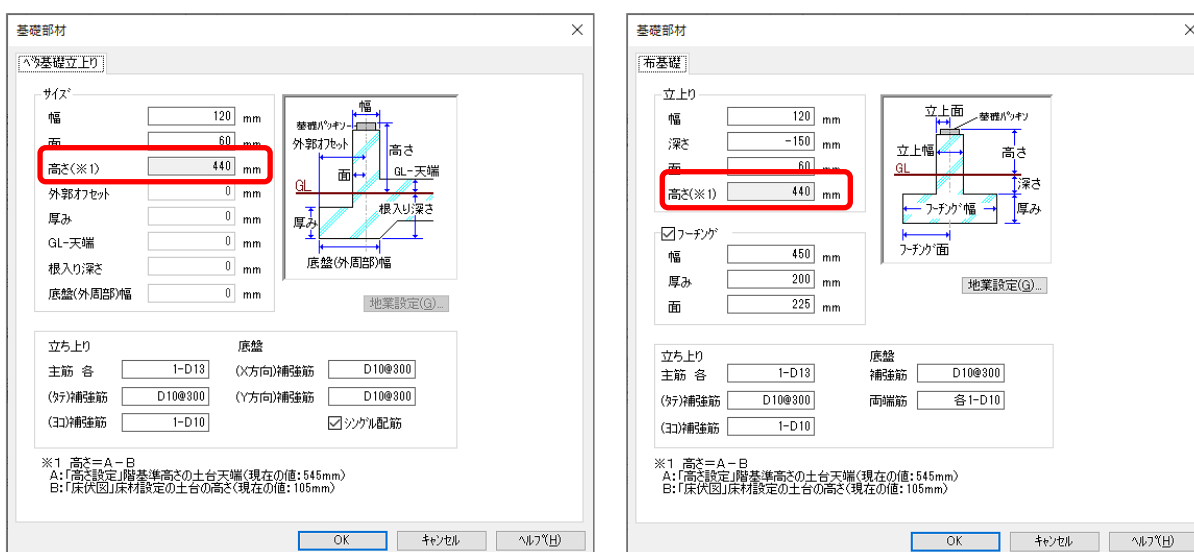 基礎部材
ベタ基礎立上り
サイズ
幅 120 mm
面 60 mm
高さ(※1) 440 mm
外郭オフセット 0 mm
厚み 0 mm
GL-天端 0 mm
根入り深さ 0 mm
底盤(外周部)幅 0 mm
幅
基礎パッキン
外郭オフセット
高さ
面
GL-天端
GL
根入り深さ
厚み
底盤(外周部)幅
地業設定(G)...
立ち上り 底盤
主筋 各 1-D13 (X方向)補強筋 D10@300
(タテ)補強筋 D10@300 (Y方向)補強筋 D10@300
(ヨコ)補強筋 1-D10 シングル配筋
※1 高さ=A-B
A:「高さ設定」階基準高さの土台天端(現在の値:545mm)
B:「床伏図」床材設定の土台の高さ(現在の値:105mm)
OK キャンセル ヘルプ(H)
基礎部材
布基礎
立上り
幅 120 mm
深さ -150 mm
面 60 mm
高さ(※1) 440 mm
フーチング
幅 450 mm
厚み 200 mm
面 225 mm
立上面
基礎パッキン
立上幅
高さ
GL
深さ
フーチング幅
厚み
フーチング面
地業設定(G)...
立ち上り 底盤
主筋 各 1-D13 補強筋 D10@300
(タテ)補強筋 D10@300 両端筋 各1-D10
(ヨコ)補強筋 1-D10
※1 高さ=A-B
A:「高さ設定」階基準高さの土台天端(現在の値:545mm)
B:「床伏図」床材設定の土台の高さ(現在の値:105mm)
OK キャンセル ヘルプ(H)